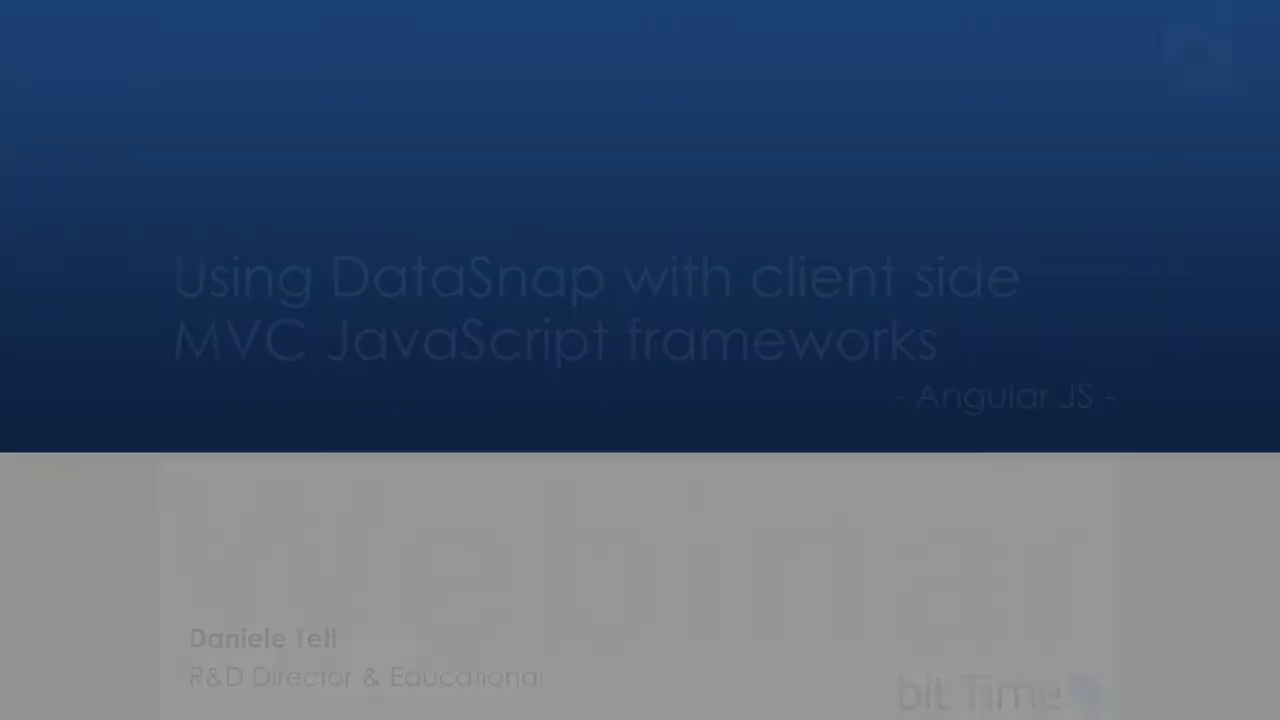 Using DataSnap with client side
MVC JavaScript frameworks
- Angular JS -
Daniele Teti
R&D Director & Educational
bit Time